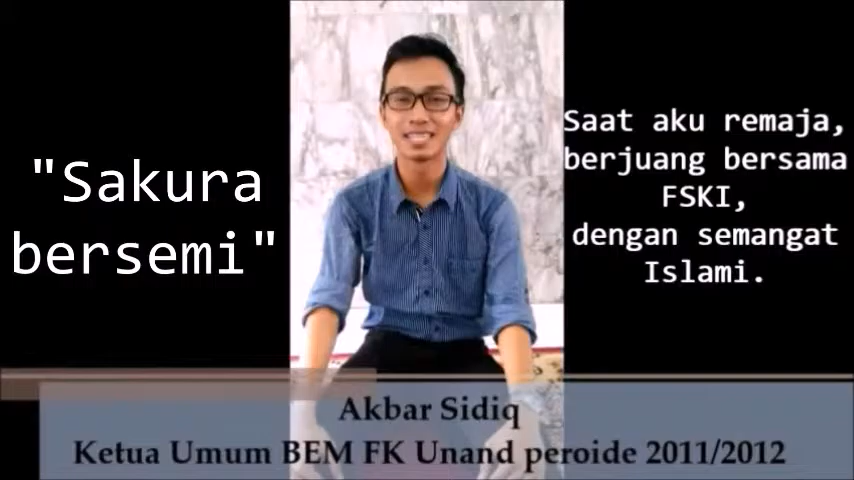 "Sakura
bersemi"
Saat aku remaja,
berjuang bersama
FSKI,
dengan semangat
Islami.
Akbar Sidiq
Ketua Umum BEM FK Unand peroide 2011/2012